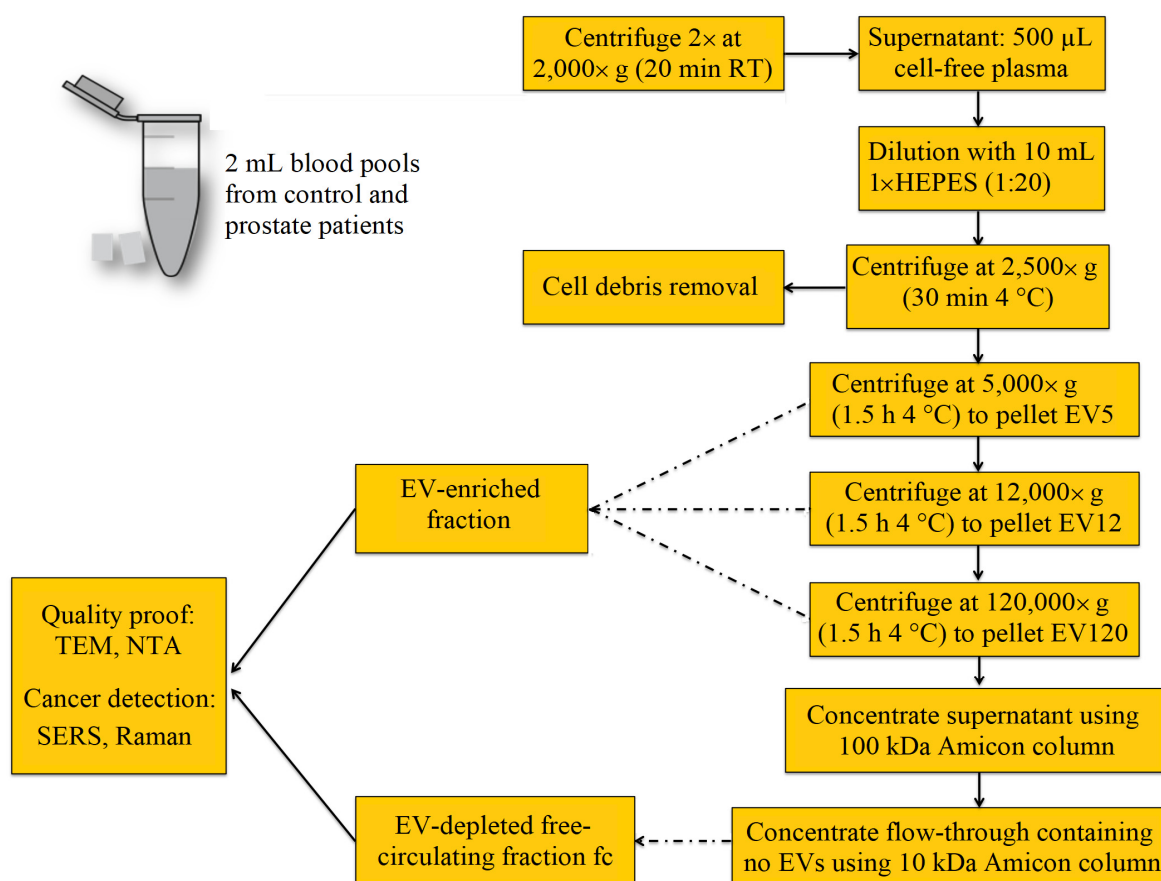 Centrifuge 2× at
2,000× g (20 min RT)
Supernatant: 500 µL
cell-free plasma
2 mL blood pools
from control and
prostate patients
Dilution with 10 mL
1×HEPES (1:20)
Cell debris removal
Centrifuge at 2,500× g
(30 min 4 °C)
Centrifuge at 5,000× g
(1.5 h 4 °C) to pellet EV5
EV-enriched
fraction
Centrifuge at 12,000× g
(1.5 h 4 °C) to pellet EV12
Centrifuge at 120,000× g
(1.5 h 4 °C) to pellet EV120
Quality proof:
TEM, NTA
Cancer detection:
SERS, Raman
Concentrate supernatant using
100 kDa Amicon column
EV-depleted free-
circulating fraction fc
Concentrate flow-through containing
no EVs using 10 kDa Amicon column